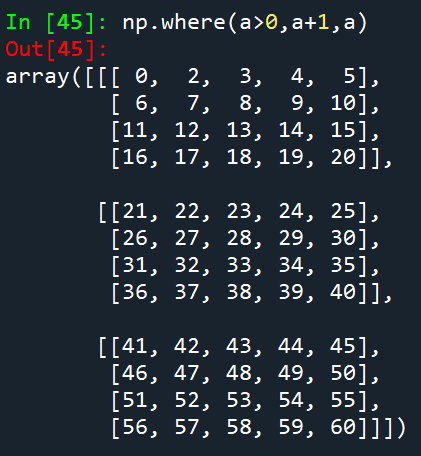 In [45]: np.where(a>0,a+1,a)
Out[45]:
array([[[ 0,  2,  3,  4,  5],
        [ 6,  7,  8,  9, 10],
        [11, 12, 13, 14, 15],
        [16, 17, 18, 19, 20]],

       [[21, 22, 23, 24, 25],
        [26, 27, 28, 29, 30],
        [31, 32, 33, 34, 35],
        [36, 37, 38, 39, 40]],

       [[41, 42, 43, 44, 45],
        [46, 47, 48, 49, 50],
        [51, 52, 53, 54, 55],
        [56, 57, 58, 59, 60]]])